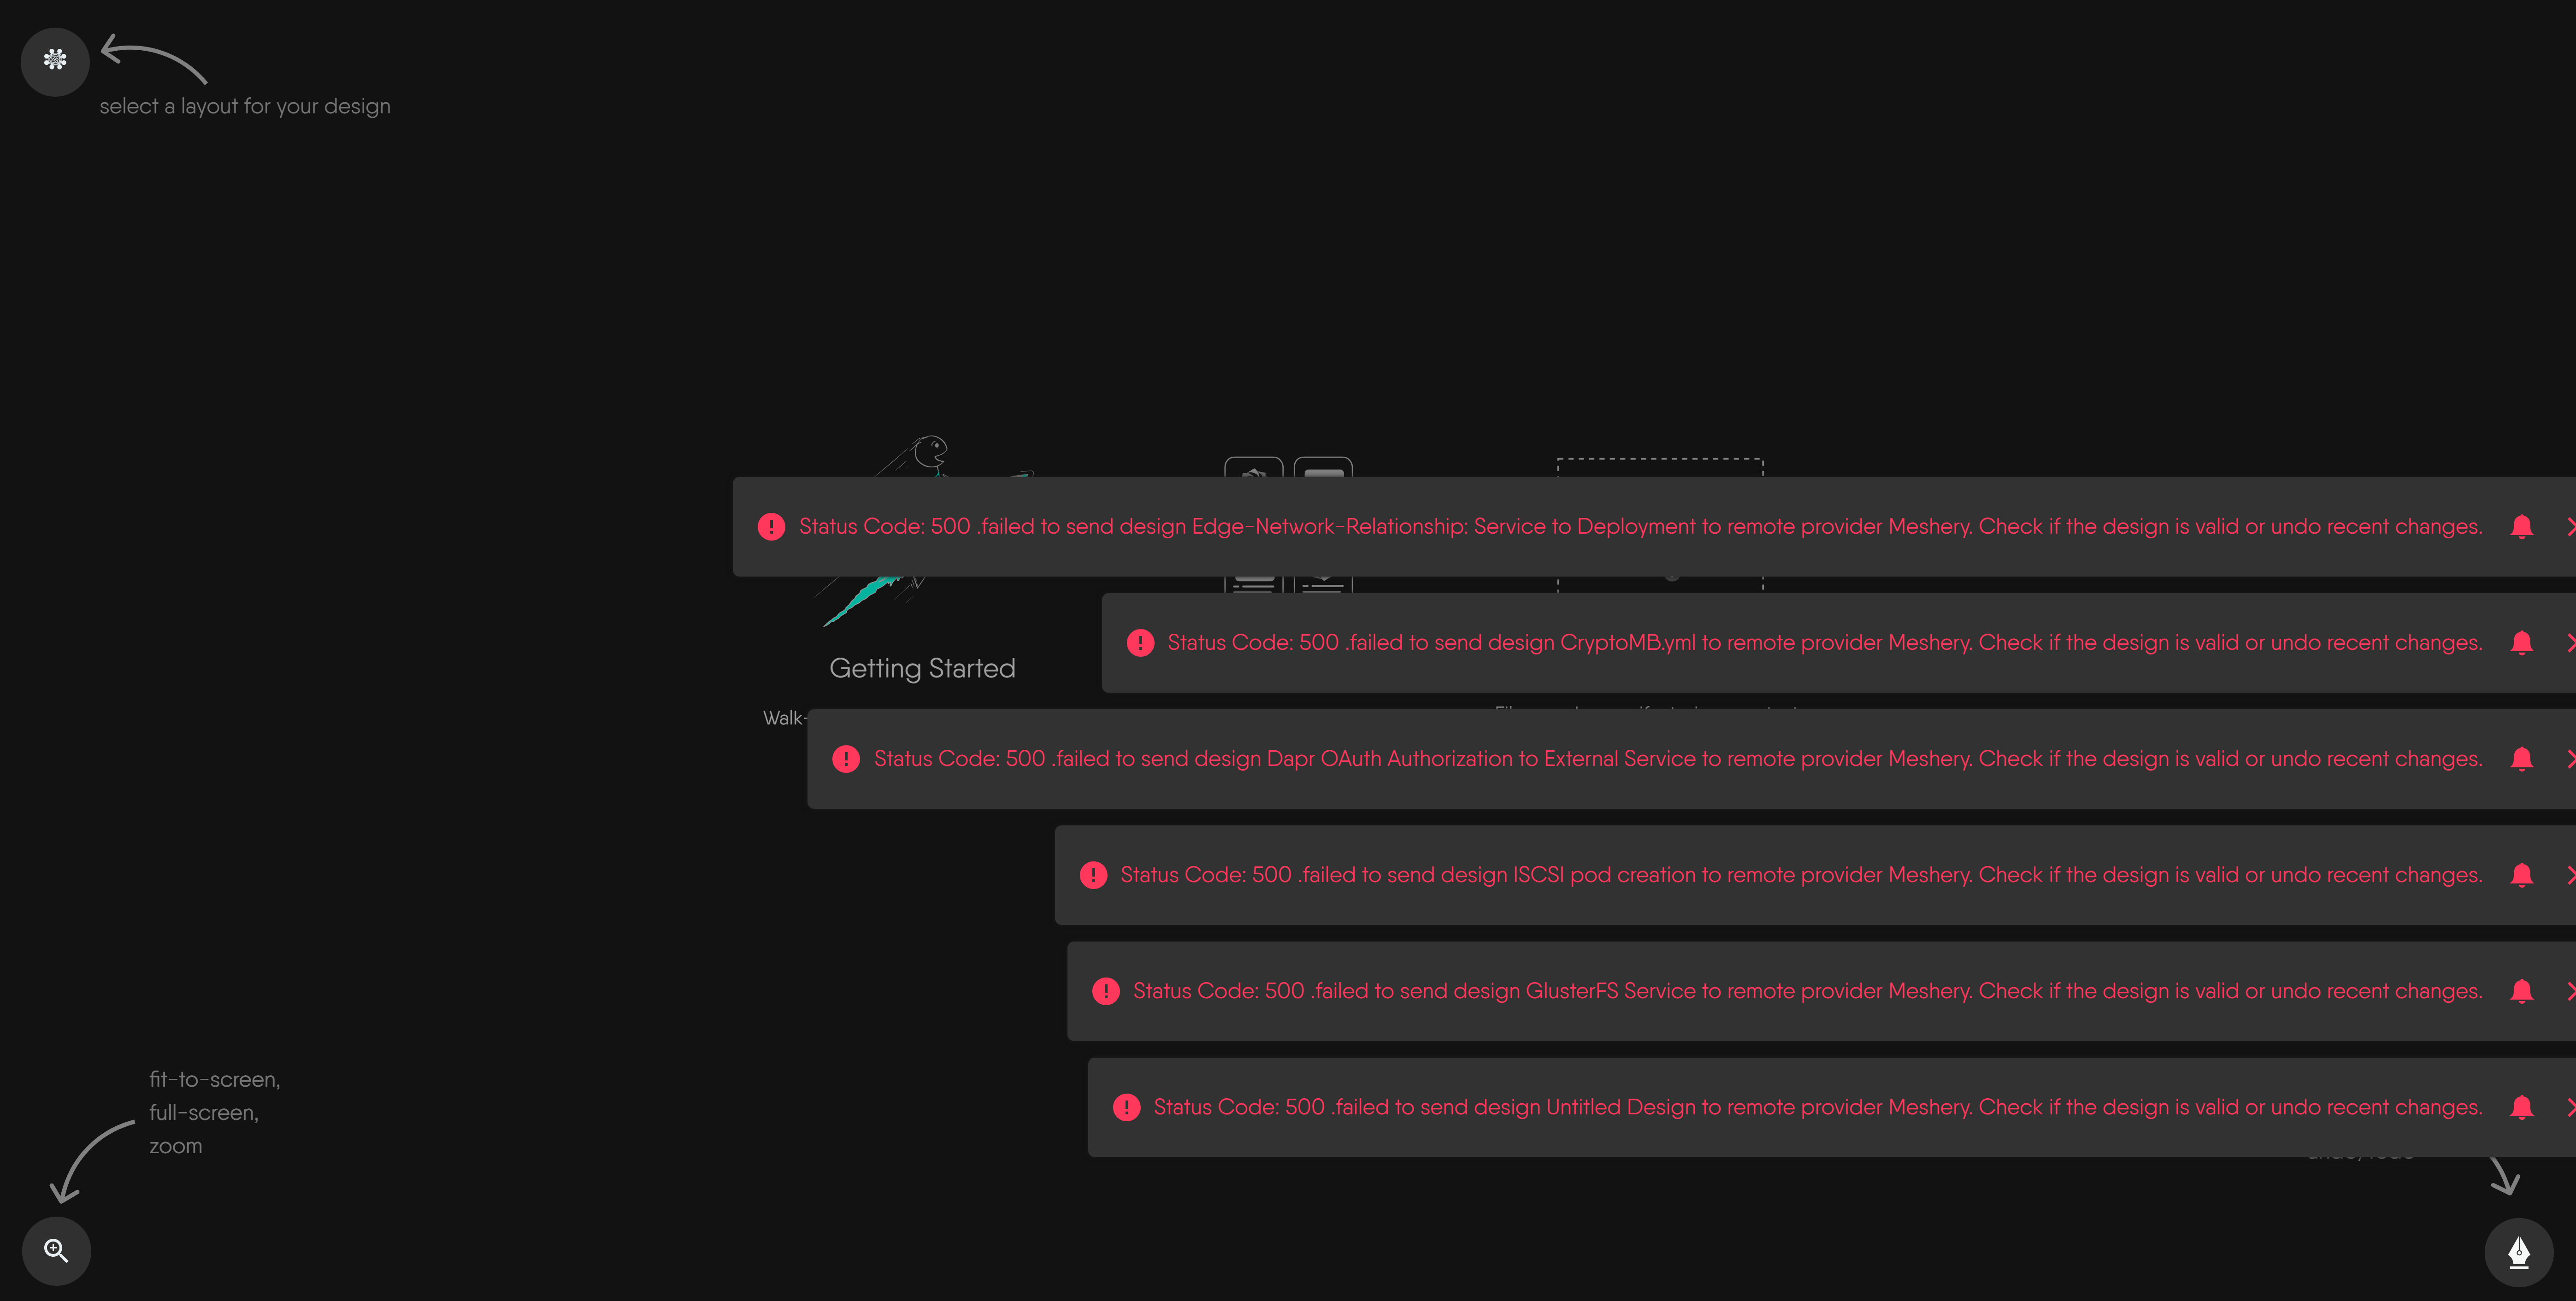 select a layout for your design
Status Code: 500 .failed to send design Edge-Network-Relationship: Service to Deployment to remote provider Meshery. Check if the design is valid or undo recent changes.
Status Code: 500 .failed to send design CryptoMB.yml to remote provider Meshery. Check if the design is valid or undo recent changes.
Getting Started
Walk-
Status Code: 500 .failed to send design Dapr OAuth Authorization to External Service to remote provider Meshery. Check if the design is valid or undo recent changes.
Status Code: 500 .failed to send design ISCSI pod creation to remote provider Meshery. Check if the design is valid or undo recent changes.
Status Code: 500 .failed to send design GlusterFS Service to remote provider Meshery. Check if the design is valid or undo recent changes.
Status Code: 500 .failed to send design Untitled Design to remote provider Meshery. Check if the design is valid or undo recent changes.
fit-to-screen,
full-screen,
zoom